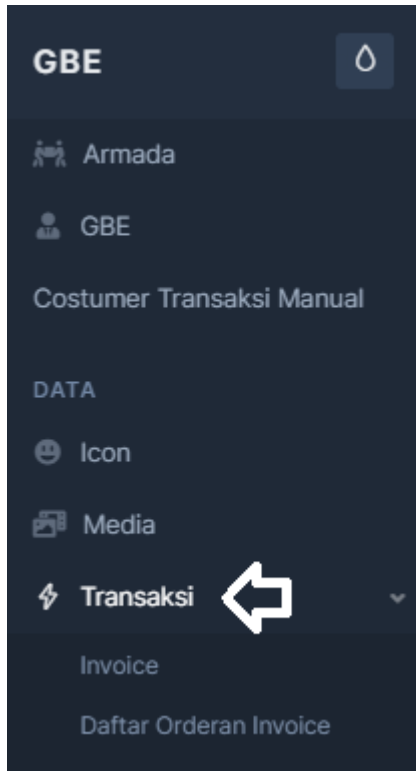 GBE
Armada
GBE
Costumer Transaksi Manual
DATA
Icon
Media
Transaksi
Invoice
Daftar Orderan Invoice